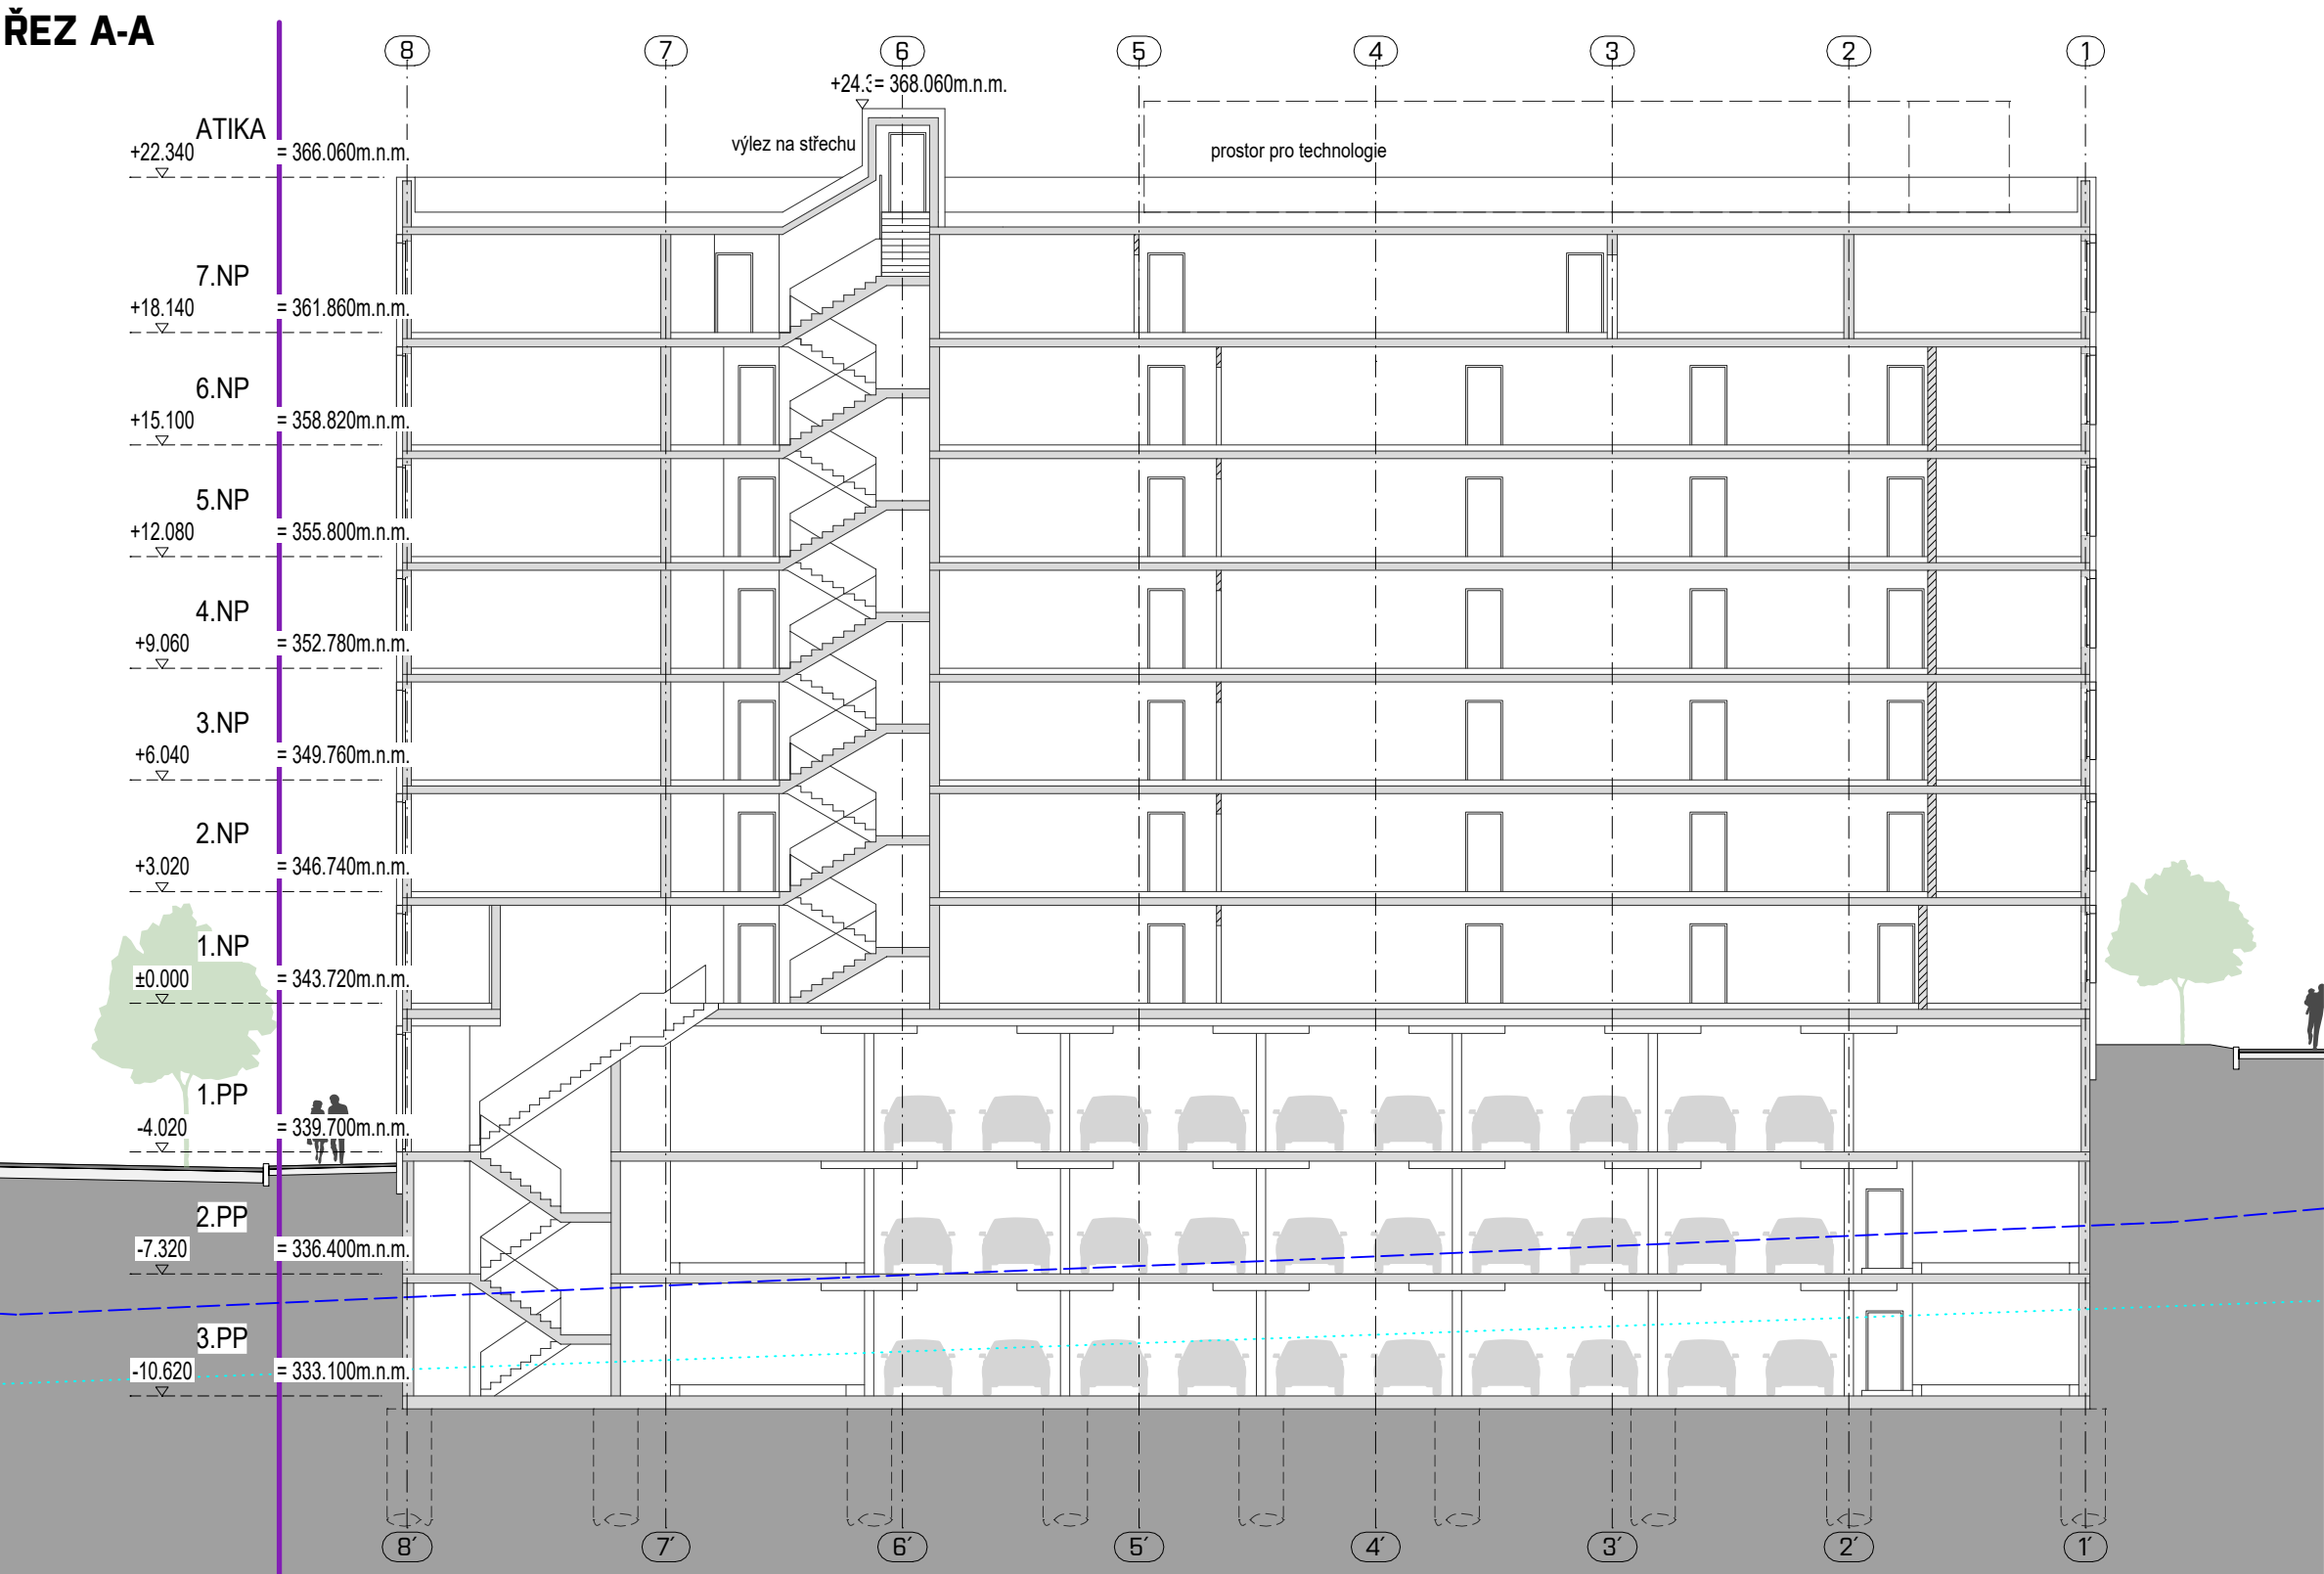 ŘEZ A-A
8 7 6 5 4 3 2 1
= 368.060m.n.m.
výlez na střechu
prostor pro technologie
ATIKA
+22.340 = 366.060m.n.m.
7.NP
+18.140 = 361.860m.n.m.
6.NP
+15.100 = 358.820m.n.m.
5.NP
+12.080 = 355.800m.n.m.
4.NP
+9.060 = 352.780m.n.m.
3.NP
+6.040 = 349.760m.n.m.
2.NP
+3.020 = 346.740m.n.m.
1.NP
±0.000 = 343.720m.n.m.
1.PP
-4.020 = 339.700m.n.m.
2.PP
-7.320 = 336.400m.n.m.
3.PP
-10.620 = 333.100m.n.m.
8´ 7´ 6´ 5´ 4´ 3´ 2´ 1´